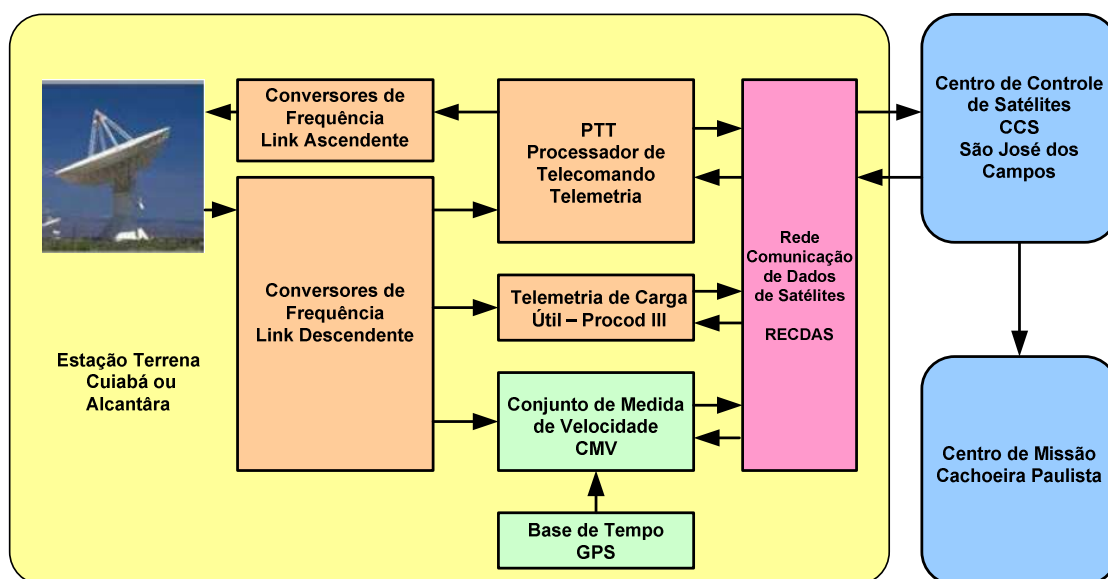 Conversores de
Frequência
Link Ascendente
PTT
Processador de
Telecomando
Telemetria
Centro de Controle
de Satélites
CCS
São José dos
Campos
Rede
Comunicação
de Dados
de Satélites
RECDAS
Conversores de
Frequência
Link Descendente
Telemetria de Carga
Útil – Procod III
Estação Terrena
Cuiabá ou
Alcantâra
Conjunto de Medida
de Velocidade
CMV
Base de Tempo
GPS
Centro de Missão
Cachoeira Paulista